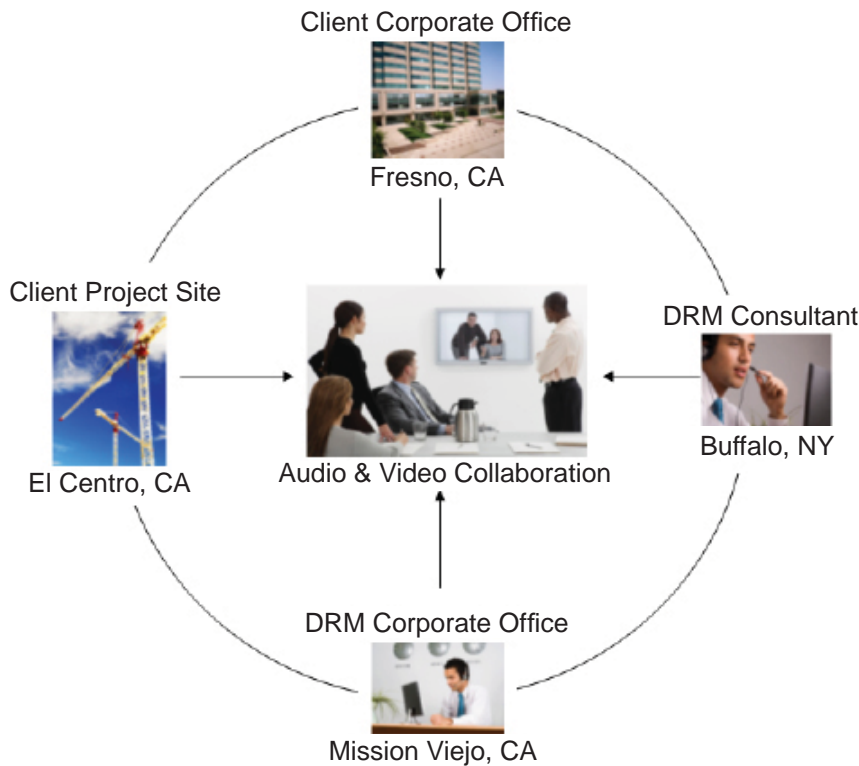 Client Corporate Office
Fresno, CA
Client Project Site
El Centro, CA
DRM Consultant
Buffalo, NY
Audio & Video Collaboration
DRM Corporate Office
Mission Viejo, CA